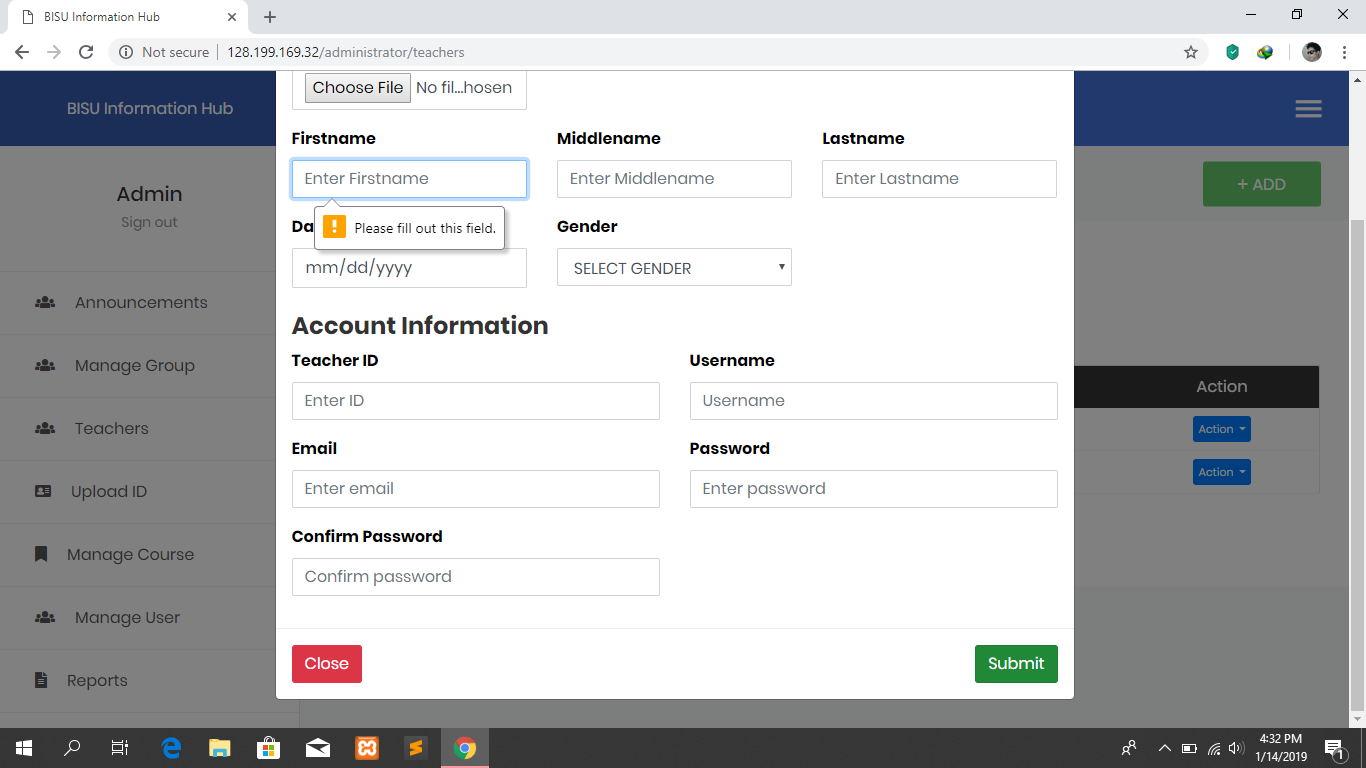 BISU Information Hub
Not secure
128.199.169.32/administrator/teachers
BISU Information Hub
Admin
Sign out
Announcements
Manage Group
Teachers
Upload ID
Manage Course
Manage User
Reports
+ ADD
Action
Action
Action
Choose File No fil...hosen
Firstname Middlename Lastname
Enter Firstname Enter Middlename Enter Lastname
Please fill out this field.
Da Gender
mm/dd/yyyy SELECT GENDER
Account Information
Teacher ID Username
Enter ID Username
Email Password
Enter email Enter password
Confirm Password
Confirm password
Close Submit
4:32 PM
1/14/2019
1